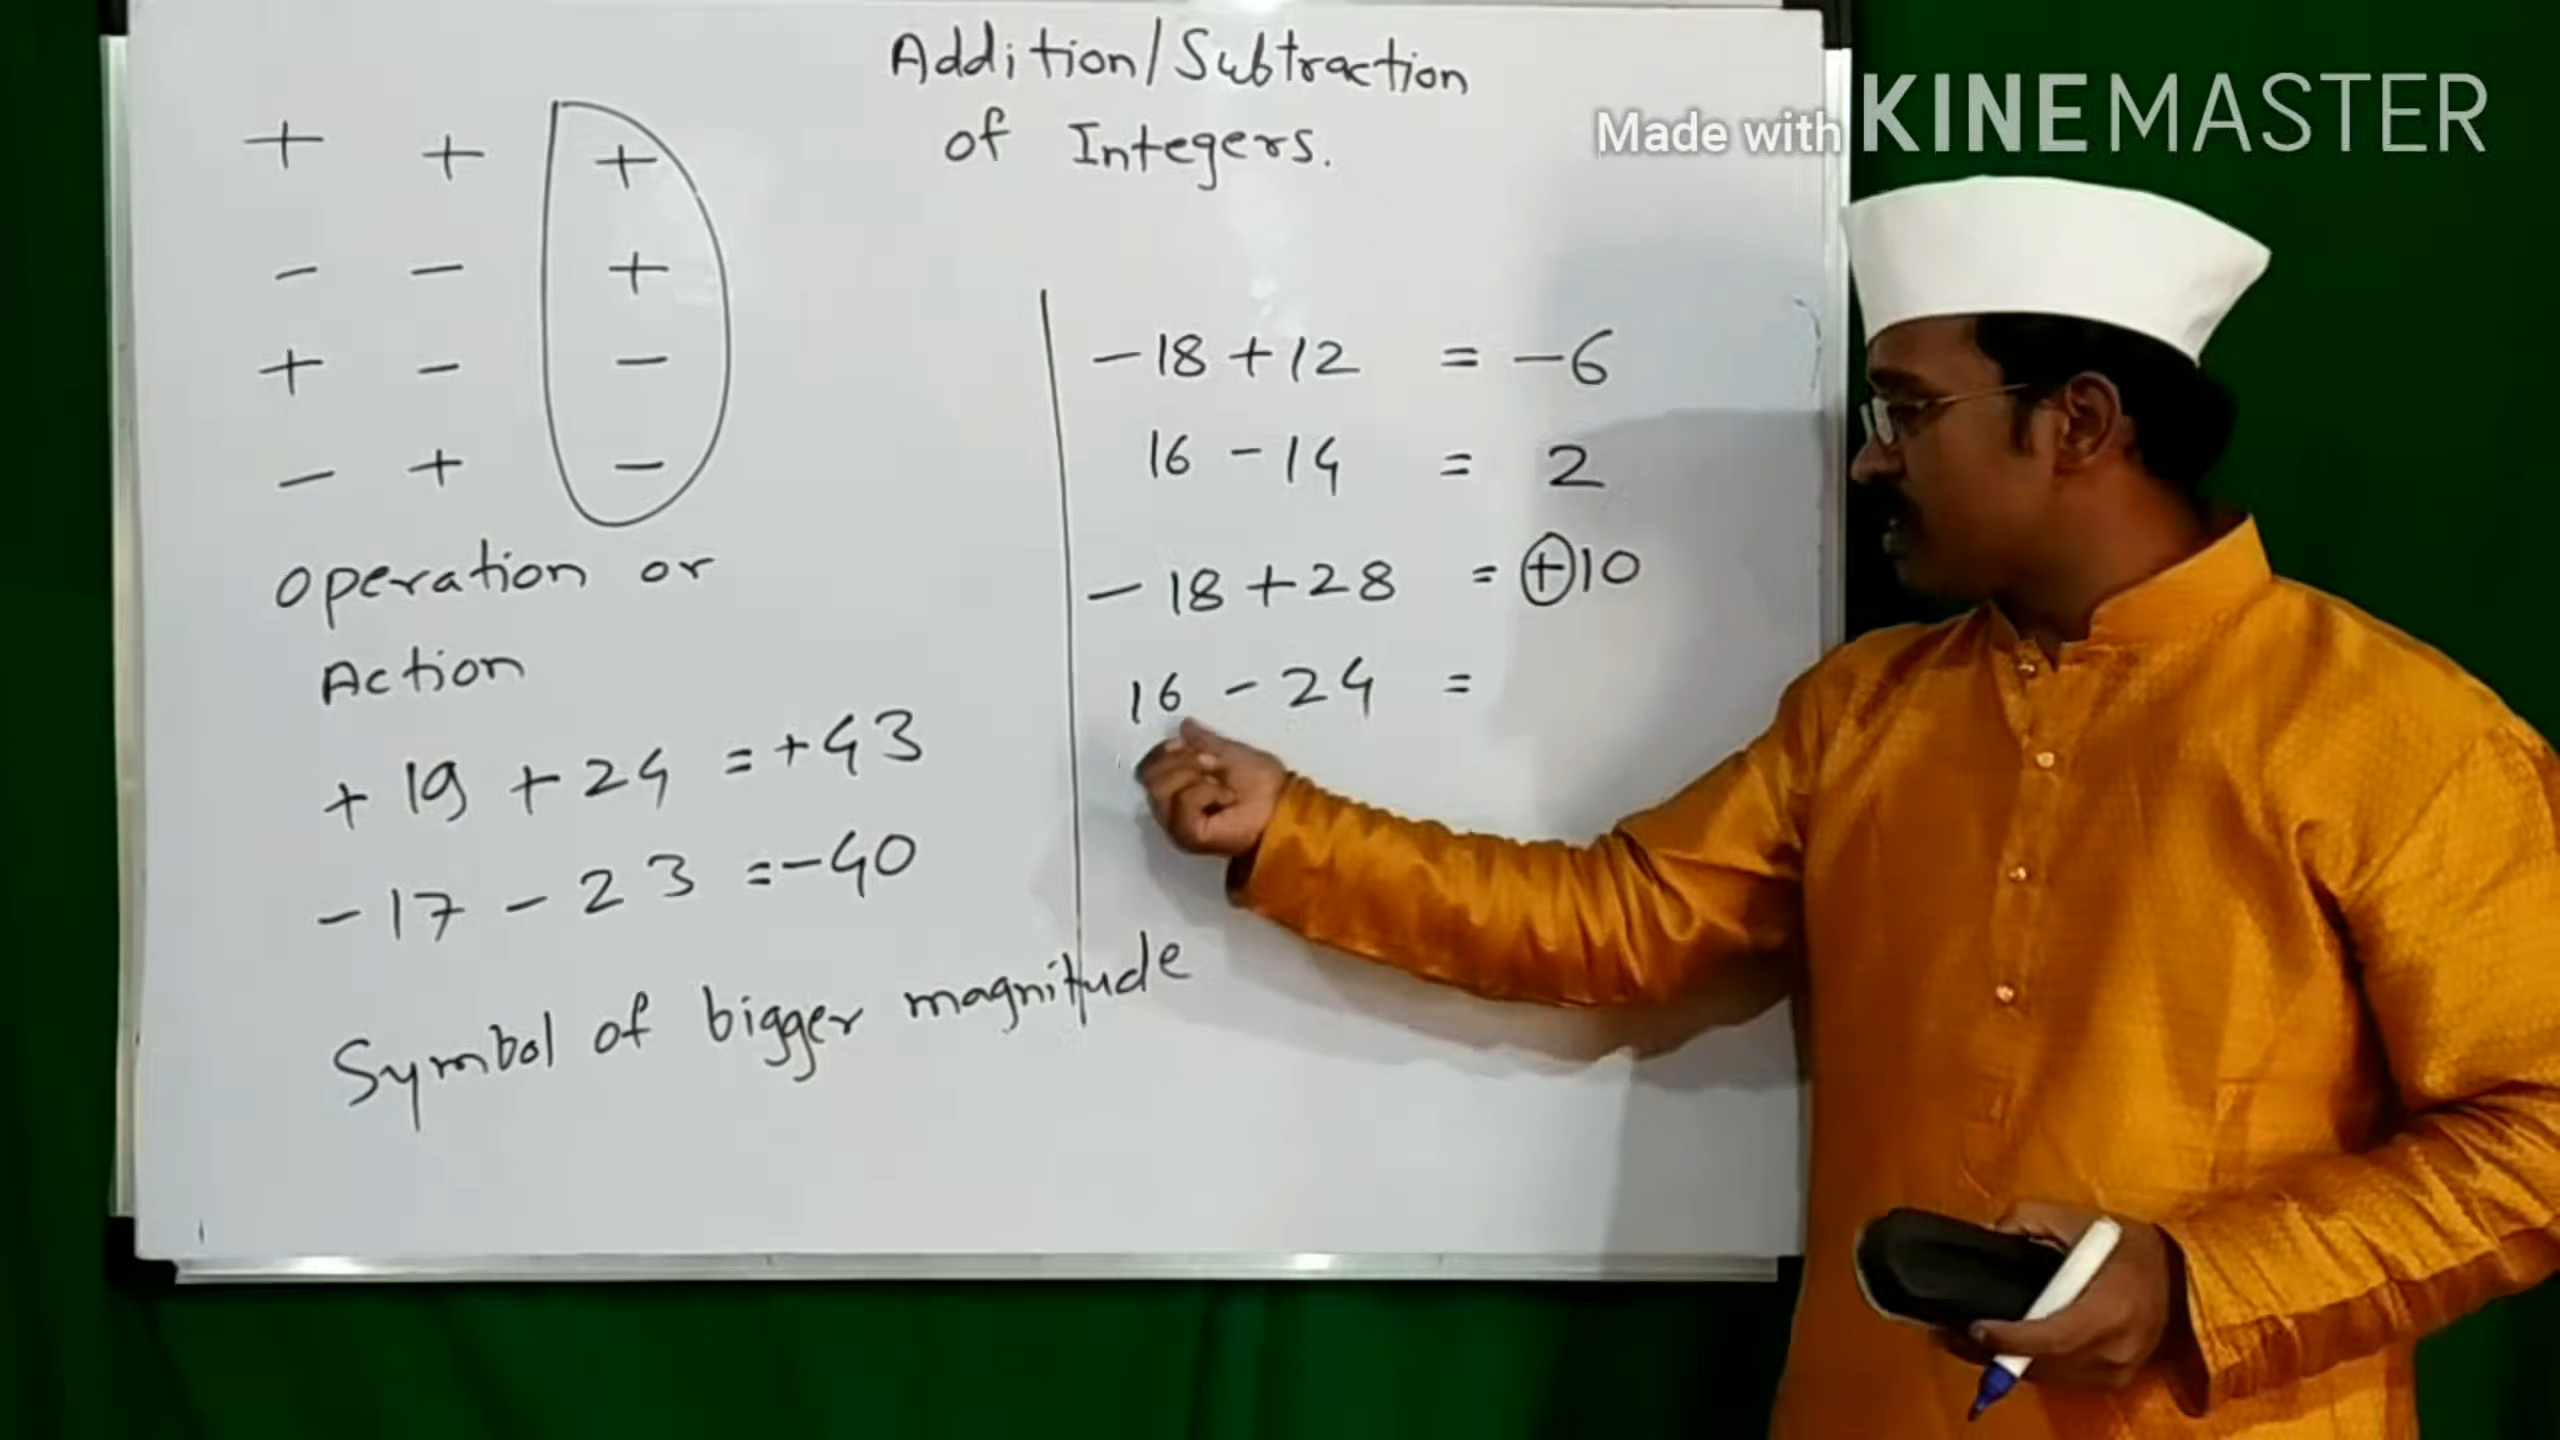 Addition/Subtraction
of Integers.
Made with KINEMASTER
+ + +
- - +
+ - -
- + -
Operation or
Action
+ 19 + 24 = +43
- 17 - 23 = -40
Symbol of bigger magnitude
-18 + 12 = -6
16 - 14 = 2
- 18 + 28 = +10
16 - 24 =